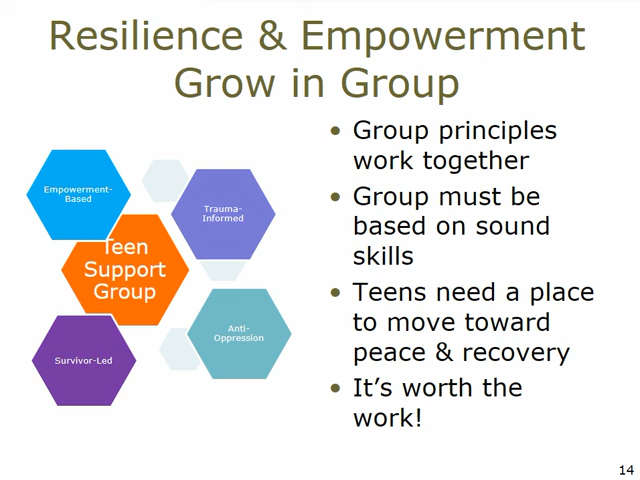 Resilience & Empowerment
Grow in Group
Empowerment-
Based
Trauma-
Informed
Teen
Support
Group
Anti-
Oppression
Survivor-Led
• Group principles
work together
• Group must be
based on sound
skills
• Teens need a place
to move toward
peace & recovery
• It’s worth the
work!
14